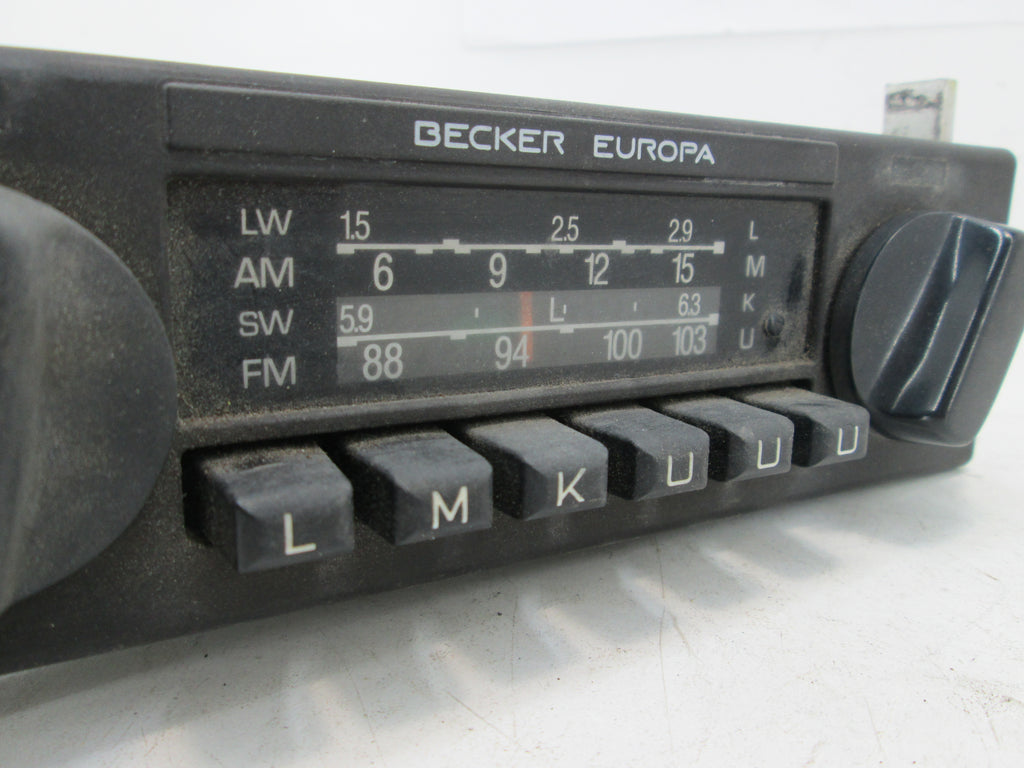 BECKER EUROPA
LW 1.5 2.5 2.9 L
AM 6 9 12 15 M
SW 5.9 L 6.3 K
FM 88 94 100 103 U
L M K U U U